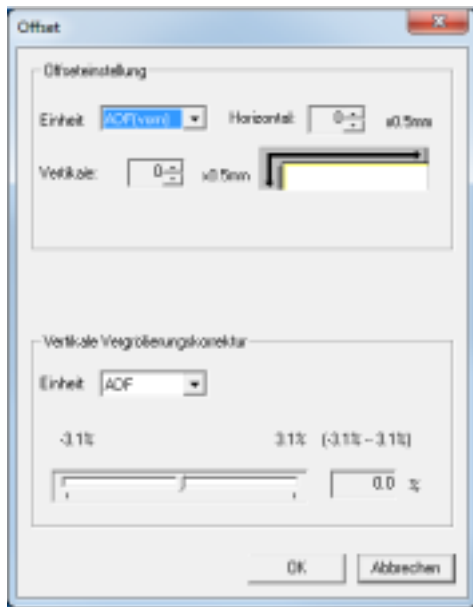 Offset
Offseteinstellung
Einheit ADF(vorn) Horizontal: 0 x0.5mm
Vertikale: 0 x0.5mm
Vertikale Vergrößerungskorrektur
Einheit ADF
-3.1% 3.1% (-3.1% – 3.1%)
0.0 %
OK Abbrechen